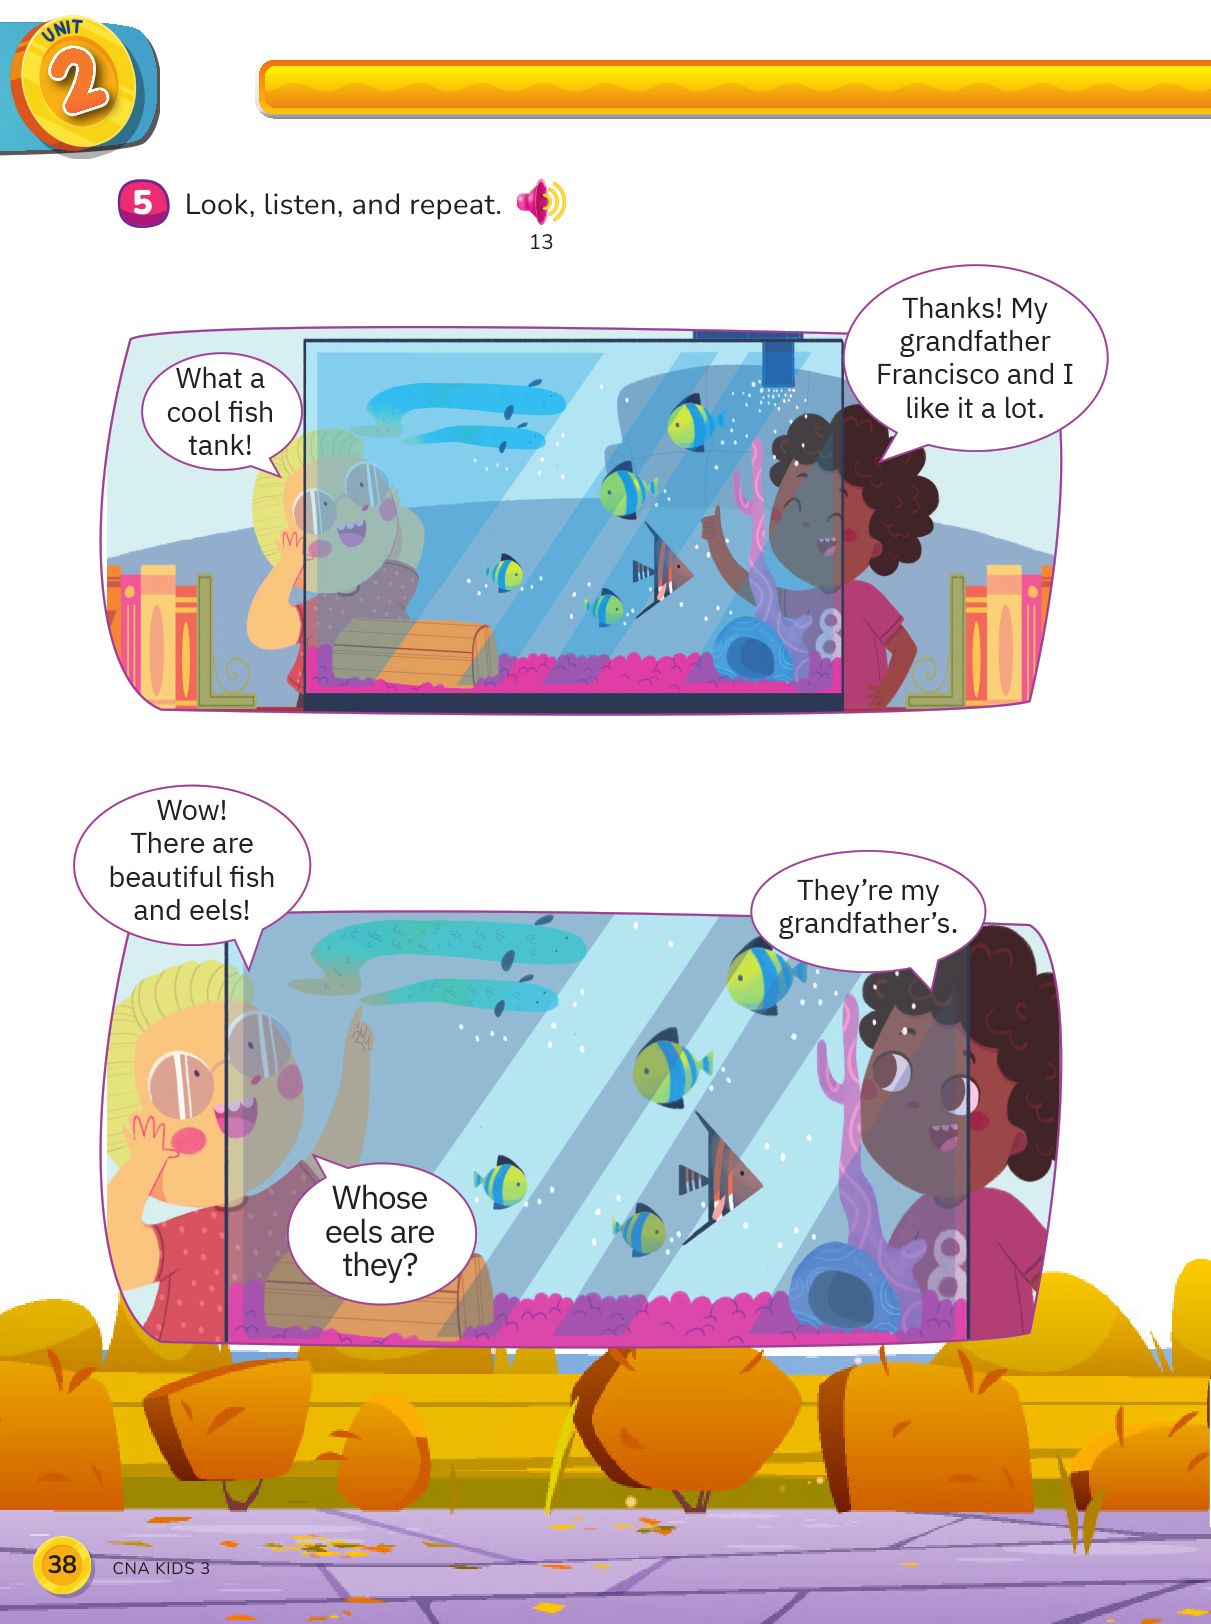 UNIT
2
5 Look, listen, and repeat.
13
What a
cool fish
tank!
Thanks! My
grandfather
Francisco and I
like it a lot.
8
Wow!
There are
beautiful fish
and eels!
They're my
grandfather's.
Whose
eels are
they?
8
38 CNA KIDS 3